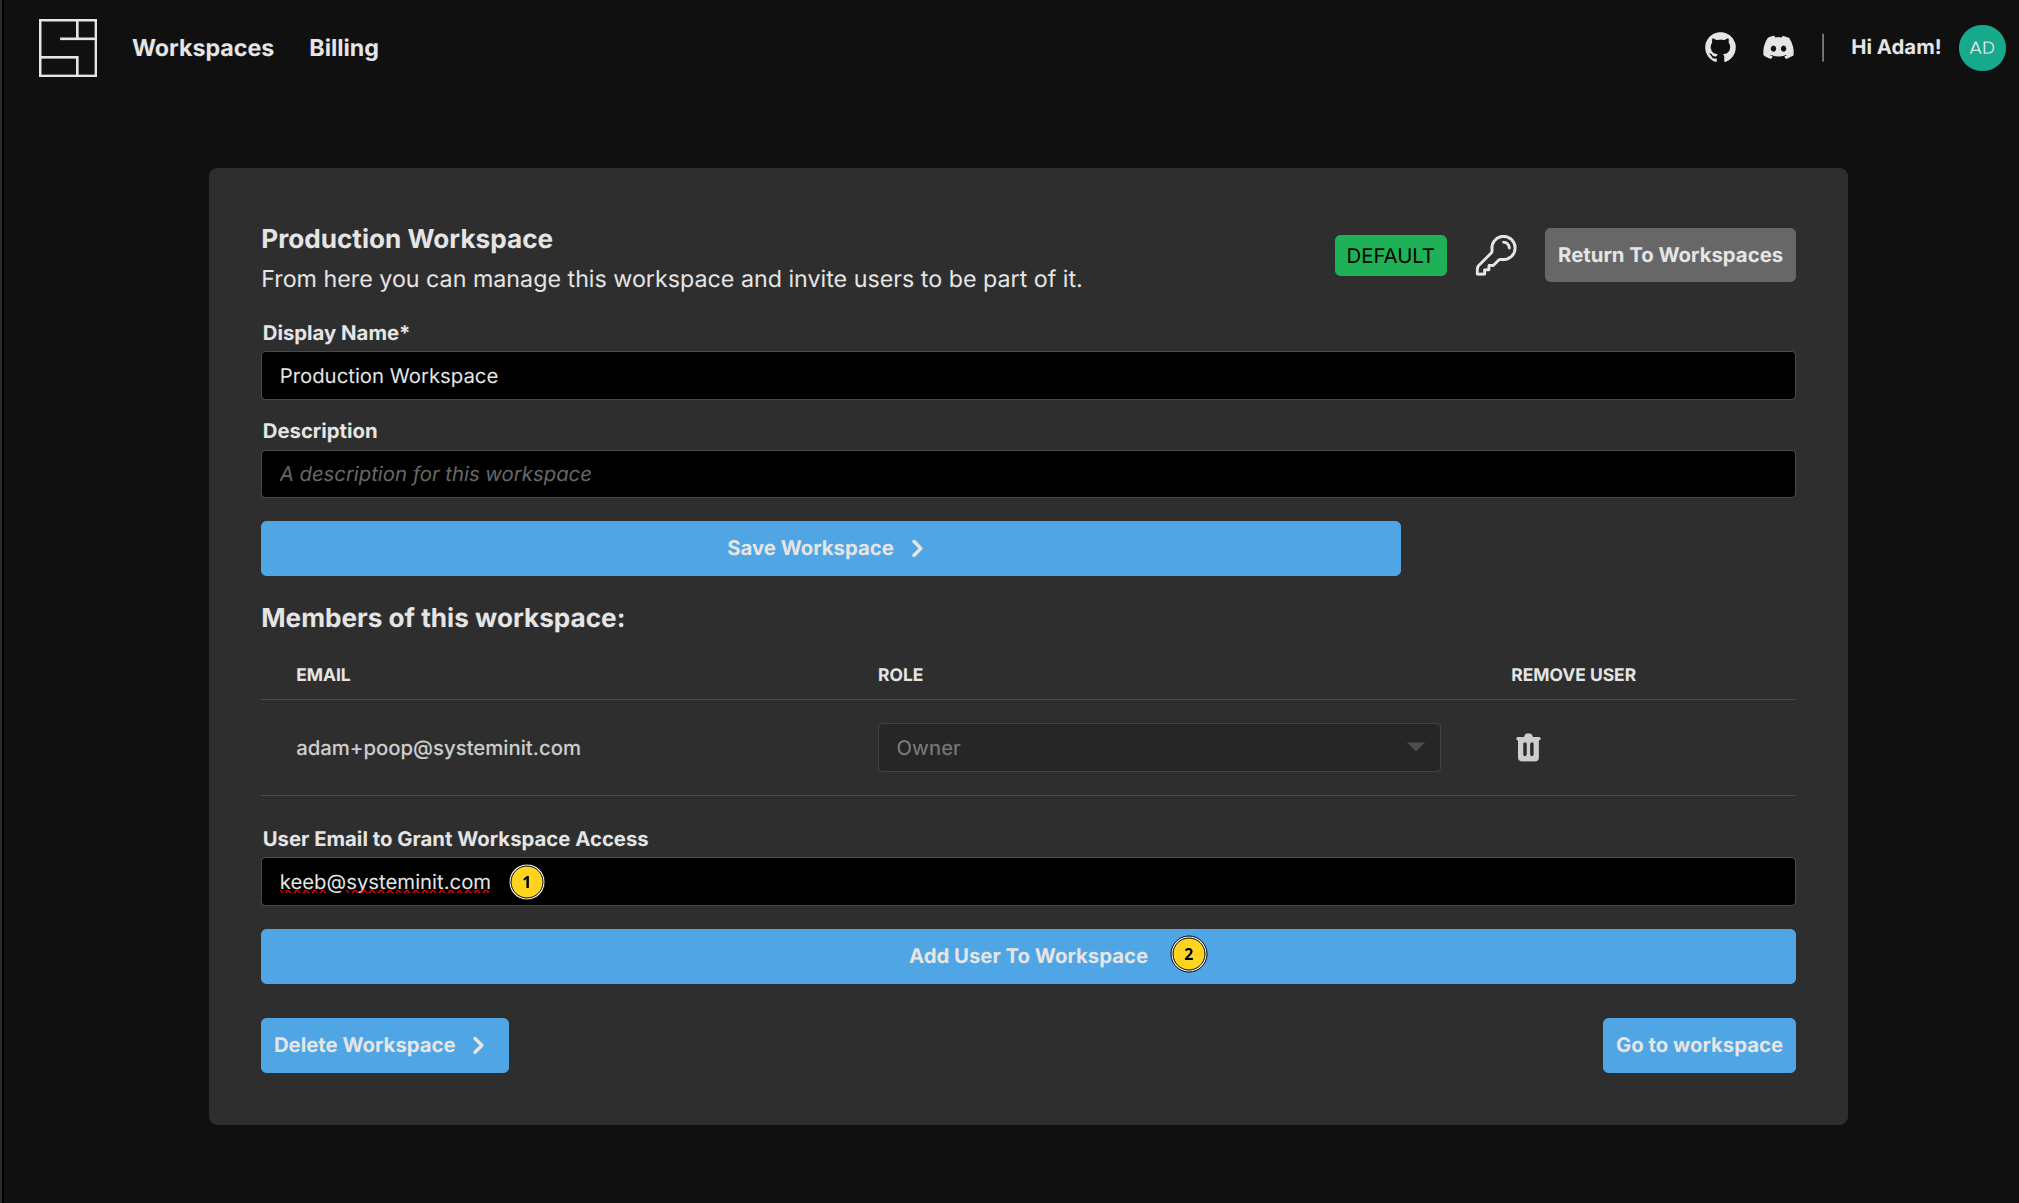 Workspaces Billing Hi Adam! AD
Production Workspace
From here you can manage this workspace and invite users to be part of it.
DEFAULT Return To Workspaces
Display Name*
Production Workspace
Description
A description for this workspace
Save Workspace
Members of this workspace:
EMAIL ROLE REMOVE USER
adam+poop@systeminit.com Owner
User Email to Grant Workspace Access
keeb@systeminit.com 1
Add User To Workspace 2
Delete Workspace Go to workspace